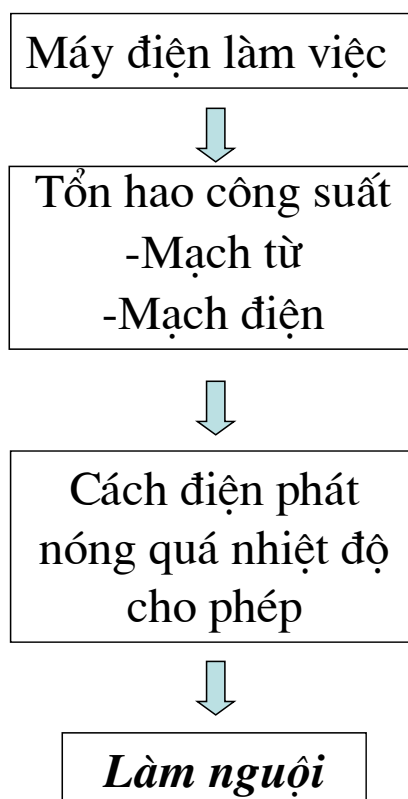 Máy điện làm việc
Tổn hao công suất
-Mạch từ
-Mạch điện
Cách điện phát
nóng quá nhiệt độ
cho phép
Làm nguội